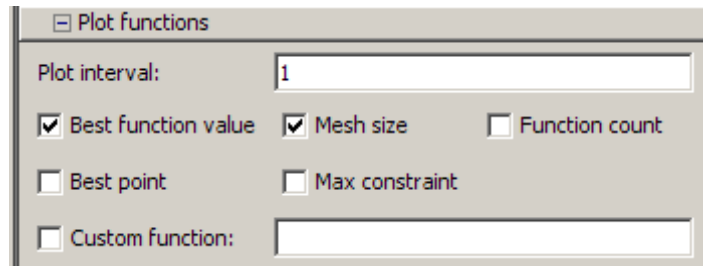 Plot functions
Plot interval: 1
Best function value Mesh size Function count
Best point Max constraint
Custom function: